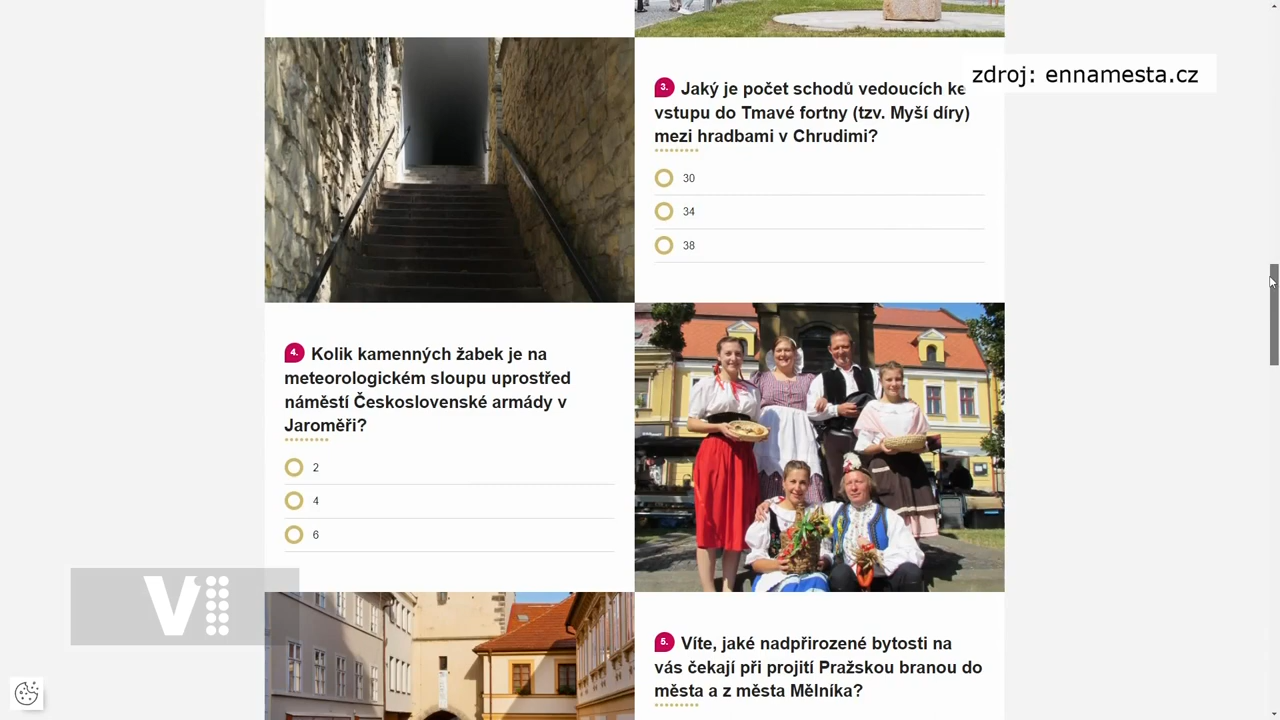 zdroj: ennamesta.cz
3. Jaký je počet schodů vedoucích ke
vstupu do Tmavé fortny (tzv. Myší díry)
mezi hradbami v Chrudimi?
30
34
38
4. Kolik kamenných žabek je na
meteorologickém sloupu uprostřed
náměstí Československé armády v
Jaroměři?
2
4
6
V
5. Víte, jaké nadpřirozené bytosti na
vás čekají při projití Pražskou branou do
města a z města Mělníka?